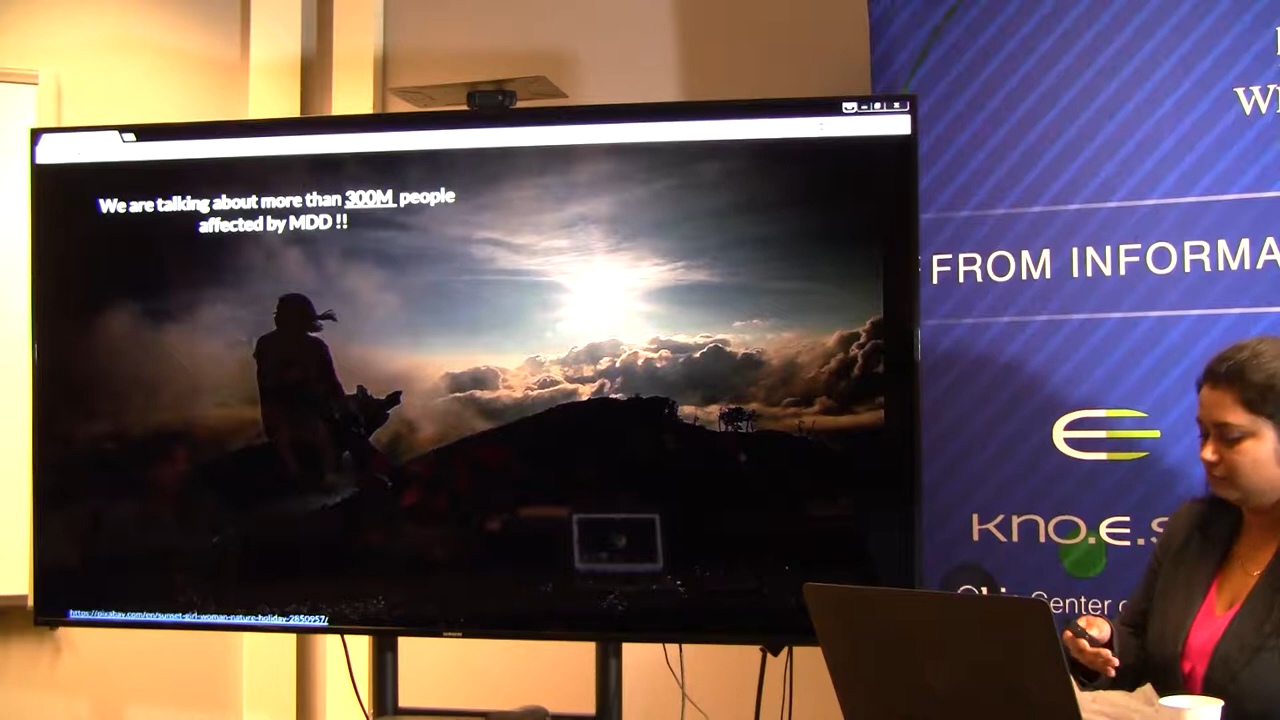 We are talking about more than 300M people
affected by MDD !!
https://pixabay.com/en/sunset-girl-woman-nature-holiday-2850957/
FROM INFORMA
kno.e.s
Center